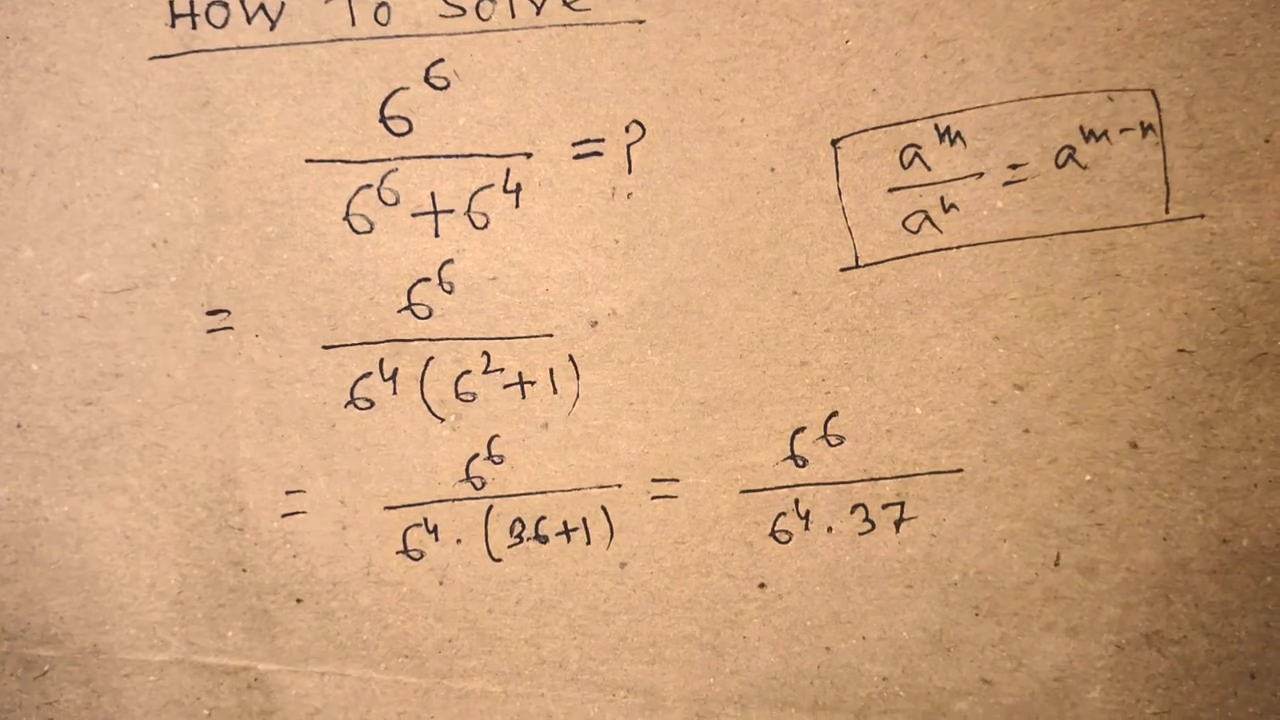 HOW TO Solve
6^6 / (6^6 + 6^4) = ?
a^m / a^n = a^(m-n)
= 6^6 / (6^4 (6^2 + 1))
= 6^6 / (6^4 · (36+1)) = 6^6 / (6^4 · 37)